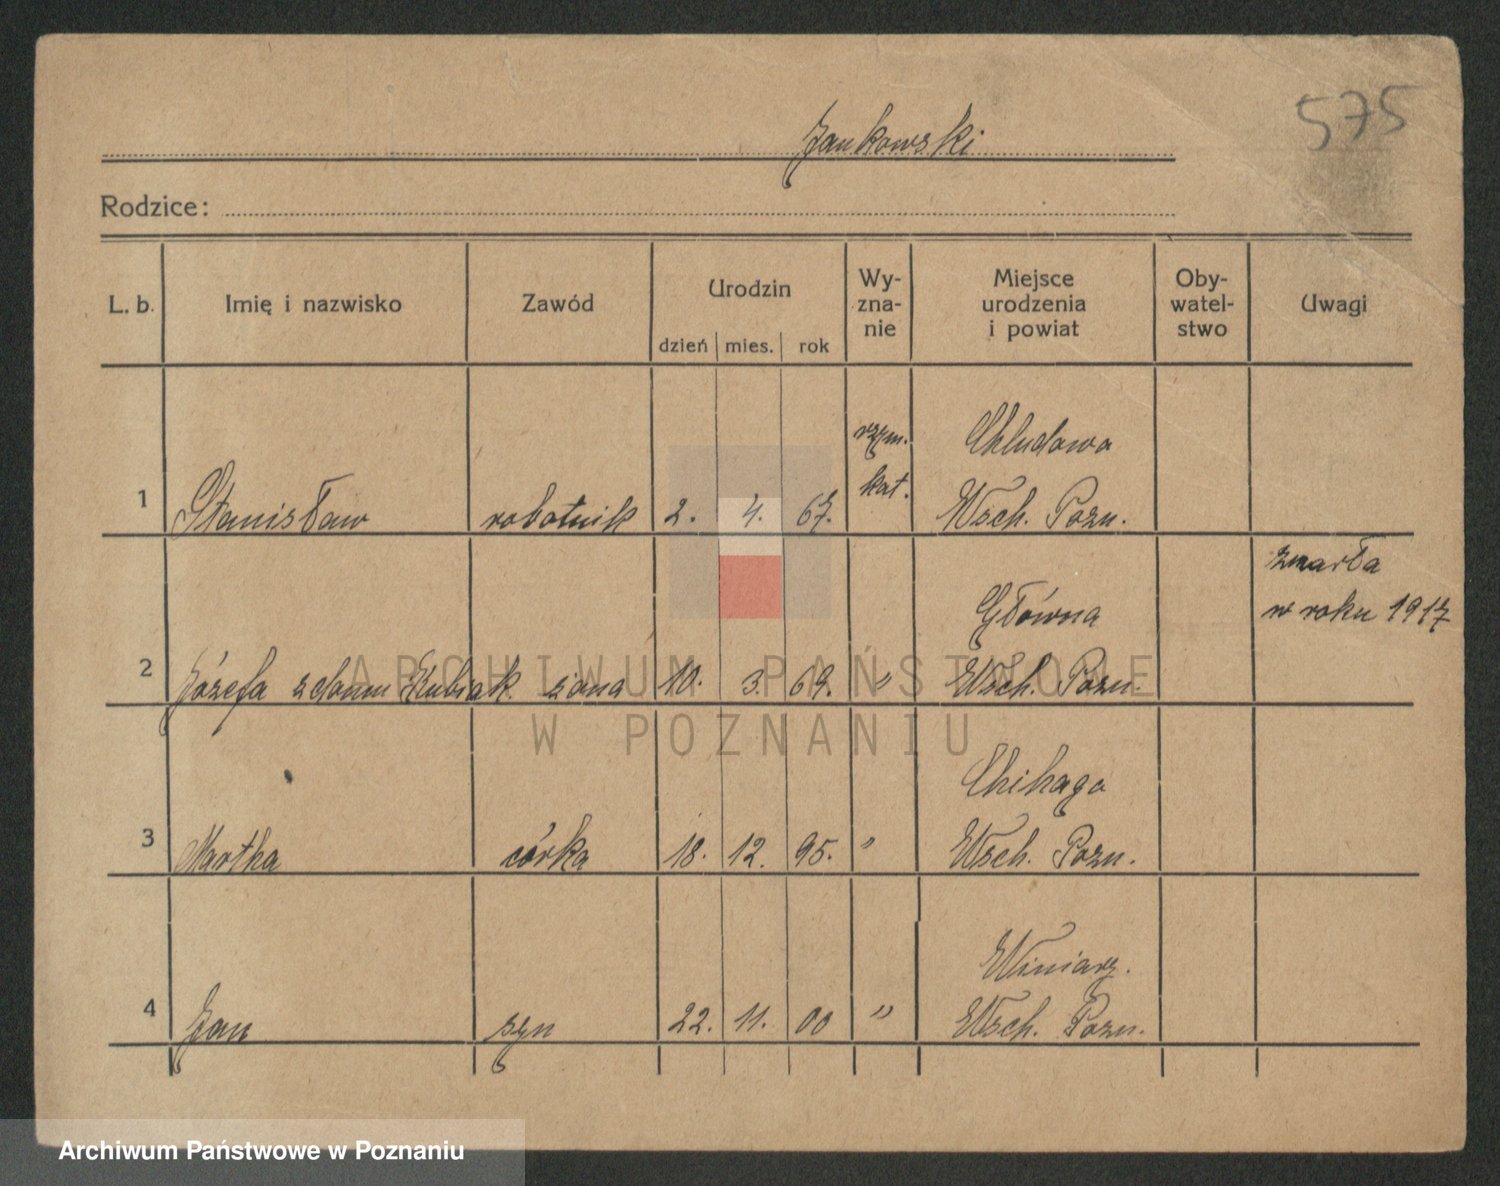 575
Jankowski
Rodzice:
L. b. Imię i nazwisko Zawód Urodzin dzień mies. rok Wy-zna-nie Miejsce urodzenia i powiat Oby-watel-stwo Uwagi
1 Stanisław robotnik 2. 4. 67. rzym. kat. Chludowa Wsch. Pozn.
2 Józefa z domu Kubiak żona 10. 3. 69. " Główna Wsch. Pozn. zmarła w roku 1917
3 Martha córka 18. 12. 95. " Chihago Wsch. Pozn.
4 Jan syn 22. 11. 00 " Winiary. Wsch. Pozn.
ARCHIWUM PAŃSTWOWE
W POZNANIU
Archiwum Państwowe w Poznaniu